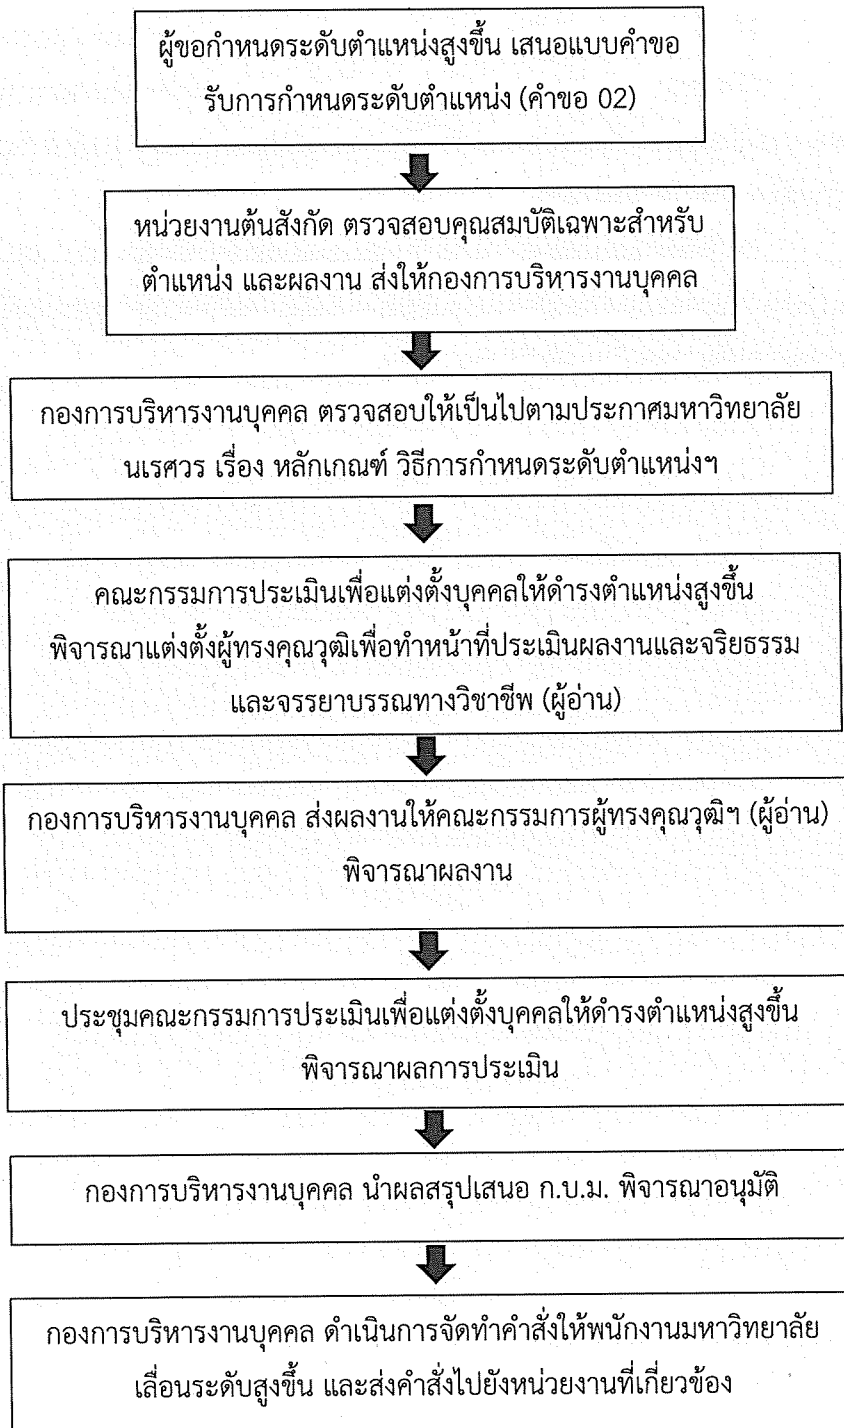 ผู้ขอกำหนดระดับตำแหน่งสูงขึ้น เสนอแบบคำขอ
รับการกำหนดระดับตำแหน่ง (คำขอ 02)
หน่วยงานต้นสังกัด ตรวจสอบคุณสมบัติเฉพาะสำหรับ
ตำแหน่ง และผลงาน ส่งให้กองการบริหารงานบุคคล
กองการบริหารงานบุคคล ตรวจสอบให้เป็นไปตามประกาศมหาวิทยาลัย
นเรศวร เรื่อง หลักเกณฑ์ วิธีการกำหนดระดับตำแหน่งฯ
คณะกรรมการประเมินเพื่อแต่งตั้งบุคคลให้ดำรงตำแหน่งสูงขึ้น
พิจารณาแต่งตั้งผู้ทรงคุณวุฒิเพื่อทำหน้าที่ประเมินผลงานและจริยธรรม
และจรรยาบรรณทางวิชาชีพ (ผู้อ่าน)
กองการบริหารงานบุคคล ส่งผลงานให้คณะกรรมการผู้ทรงคุณวุฒิฯ (ผู้อ่าน)
พิจารณาผลงาน
ประชุมคณะกรรมการประเมินเพื่อแต่งตั้งบุคคลให้ดำรงตำแหน่งสูงขึ้น
พิจารณาผลการประเมิน
กองการบริหารงานบุคคล นำผลสรุปเสนอ ก.บ.ม. พิจารณาอนุมัติ
กองการบริหารงานบุคคล ดำเนินการจัดทำคำสั่งให้พนักงานมหาวิทยาลัย
เลื่อนระดับสูงขึ้น และส่งคำสั่งไปยังหน่วยงานที่เกี่ยวข้อง